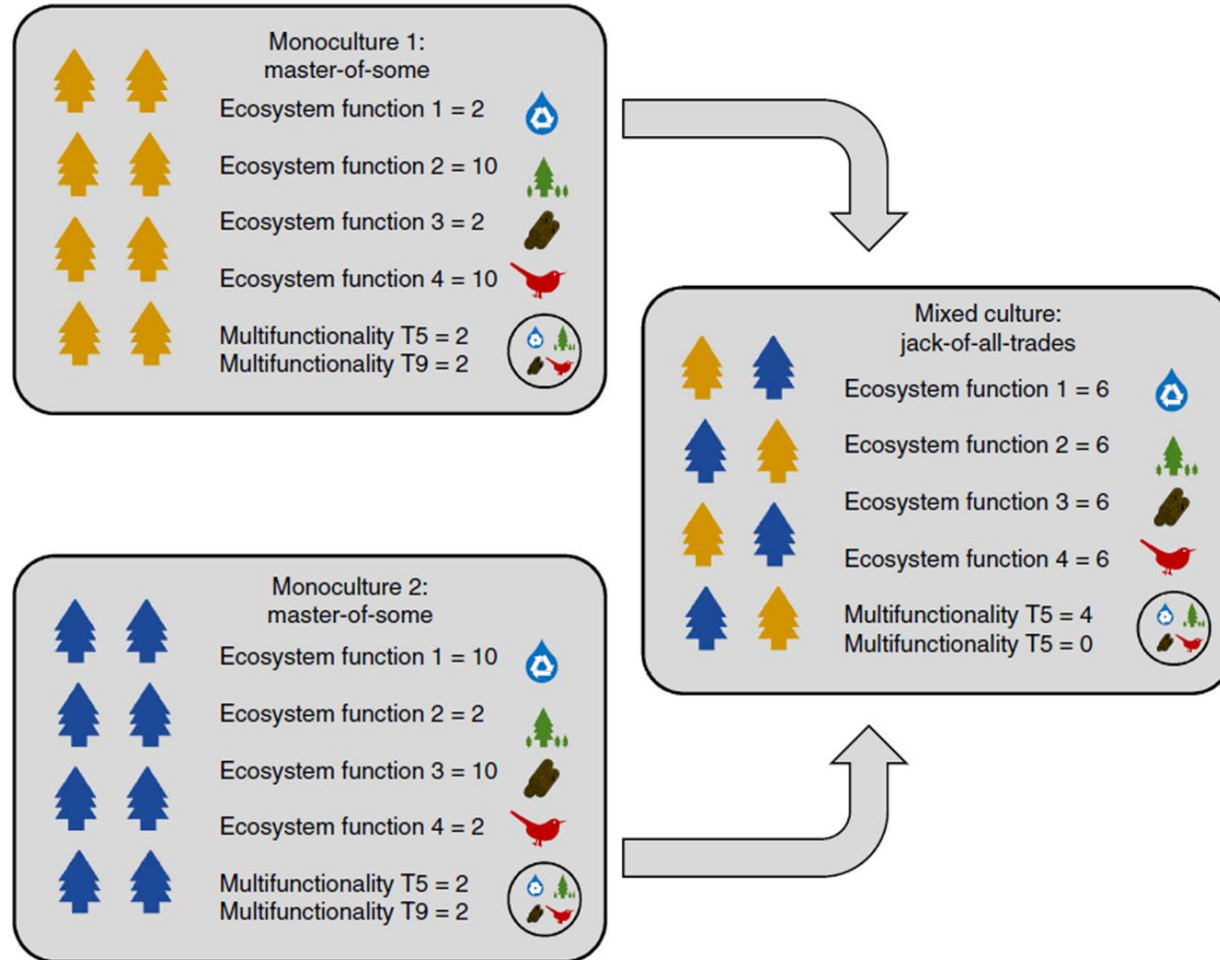 Monoculture 1:
master-of-some
Ecosystem function 1 = 2
Ecosystem function 2 = 10
Ecosystem function 3 = 2
Ecosystem function 4 = 10
Multifunctionality T5 = 2
Multifunctionality T9 = 2
Mixed culture:
jack-of-all-trades
Ecosystem function 1 = 6
Ecosystem function 2 = 6
Ecosystem function 3 = 6
Ecosystem function 4 = 6
Multifunctionality T5 = 4
Multifunctionality T5 = 0
Monoculture 2:
master-of-some
Ecosystem function 1 = 10
Ecosystem function 2 = 2
Ecosystem function 3 = 10
Ecosystem function 4 = 2
Multifunctionality T5 = 2
Multifunctionality T9 = 2